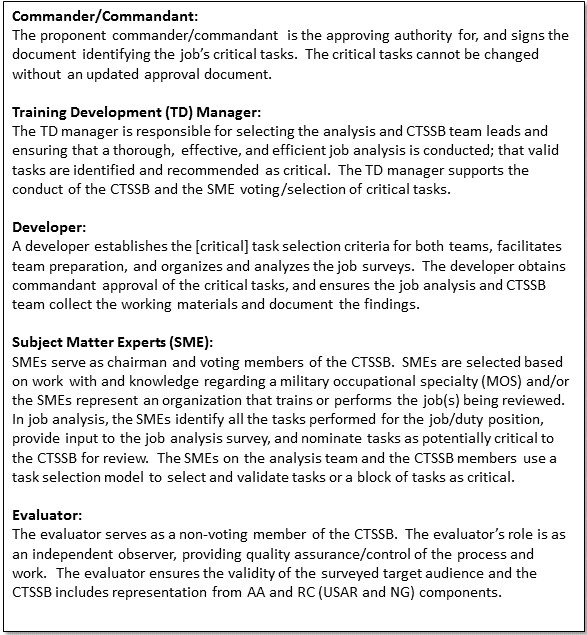 Commander/Commandant:
The proponent commander/commandant is the approving authority for, and signs the
document identifying the job's critical tasks. The critical tasks cannot be changed
without an updated approval document.
Training Development (TD) Manager:
The TD manager is responsible for selecting the analysis and CTSSB team leads and
ensuring that a thorough, effective, and efficient job analysis is conducted; that valid
tasks are identified and recommended as critical. The TD manager supports the
conduct of the CTSSB and the SME voting/selection of critical tasks.
Developer:
A developer establishes the [critical] task selection criteria for both teams, facilitates
team preparation, and organizes and analyzes the job surveys. The developer obtains
commandant approval of the critical tasks, and ensures the job analysis and CTSSB
team collect the working materials and document the findings.
Subject Matter Experts (SME):
SMEs serve as chairman and voting members of the CTSSB. SMEs are selected based
on work with and knowledge regarding a military occupational specialty (MOS) and/or
the SMEs represent an organization that trains or performs the job(s) being reviewed.
In job analysis, the SMEs identify all the tasks performed for the job/duty position,
provide input to the job analysis survey, and nominate tasks as potentially critical to
the CTSSB for review. The SMEs on the analysis team and the CTSSB members use a
task selection model to select and validate tasks or a block of tasks as critical.
Evaluator:
The evaluator serves as a non-voting member of the CTSSB. The evaluator's role is as
an independent observer, providing quality assurance/control of the process and
work. The evaluator ensures the validity of the surveyed target audience and the
CTSSB includes representation from AA and RC (USAR and NG) components.